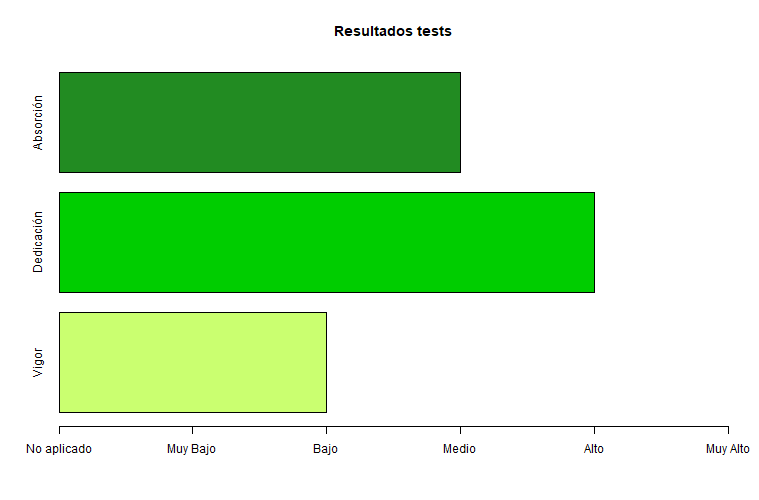 Resultados tests
Absorción
Dedicación
Vigor
No aplicado Muy Bajo Bajo Medio Alto Muy Alto